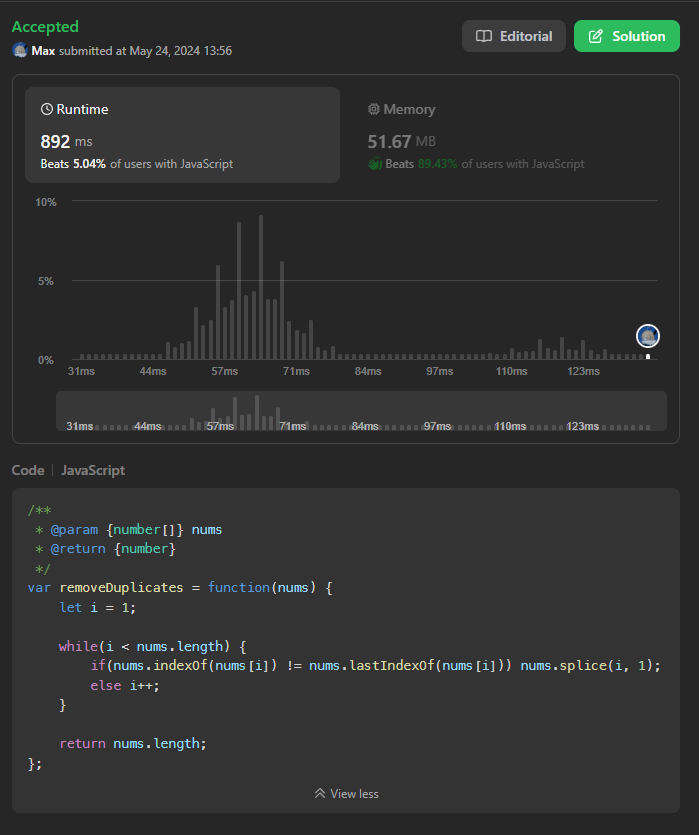 Accepted
Max submitted at May 24, 2024 13:56
Editorial
Solution
Runtime
892 ms
Beats 5.04% of users with JavaScript
Memory
51.67 MB
Beats 89.43% of users with JavaScript
10%
5%
0%
31ms 44ms 57ms 71ms 84ms 97ms 110ms 123ms
31ms 44ms 57ms 71ms 84ms 97ms 110ms 123ms
Code | JavaScript
/**
 * @param {number[]} nums
 * @return {number}
 */
var removeDuplicates = function(nums) {
    let i = 1;

    while(i < nums.length) {
        if(nums.indexOf(nums[i]) != nums.lastIndexOf(nums[i])) nums.splice(i, 1);
        else i++;
    }

    return nums.length;
};
View less